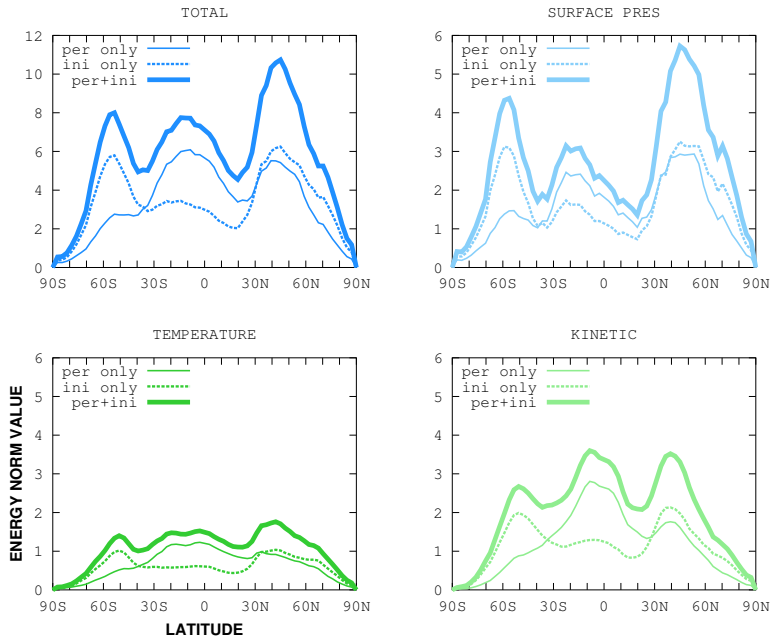 TOTAL
12
10
8
6
4
2
0
per only
ini only
per+ini
90S 60S 30S 0 30N 60N 90N
SURFACE PRES
6
5
4
3
2
1
0
per only
ini only
per+ini
90S 60S 30S 0 30N 60N 90N
TEMPERATURE
6
5
4
3
2
1
0
per only
ini only
per+ini
90S 60S 30S 0 30N 60N 90N
ENERGY NORM VALUE
LATITUDE
KINETIC
6
5
4
3
2
1
0
per only
ini only
per+ini
90S 60S 30S 0 30N 60N 90N